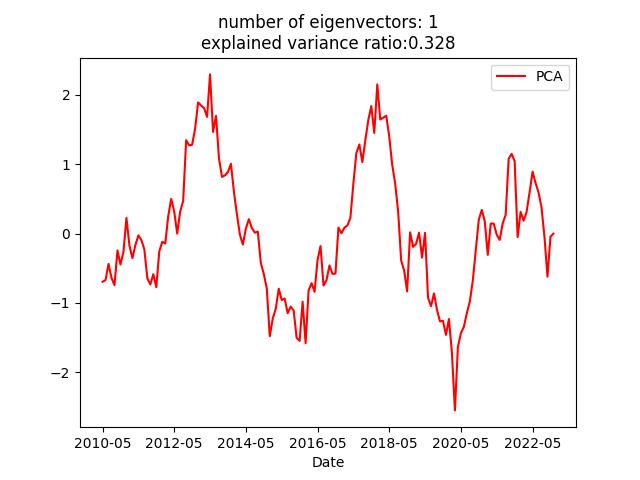 number of eigenvectors: 1
explained variance ratio:0.328
PCA
2
1
0
−1
−2
2010-05 2012-05 2014-05 2016-05 2018-05 2020-05 2022-05
Date